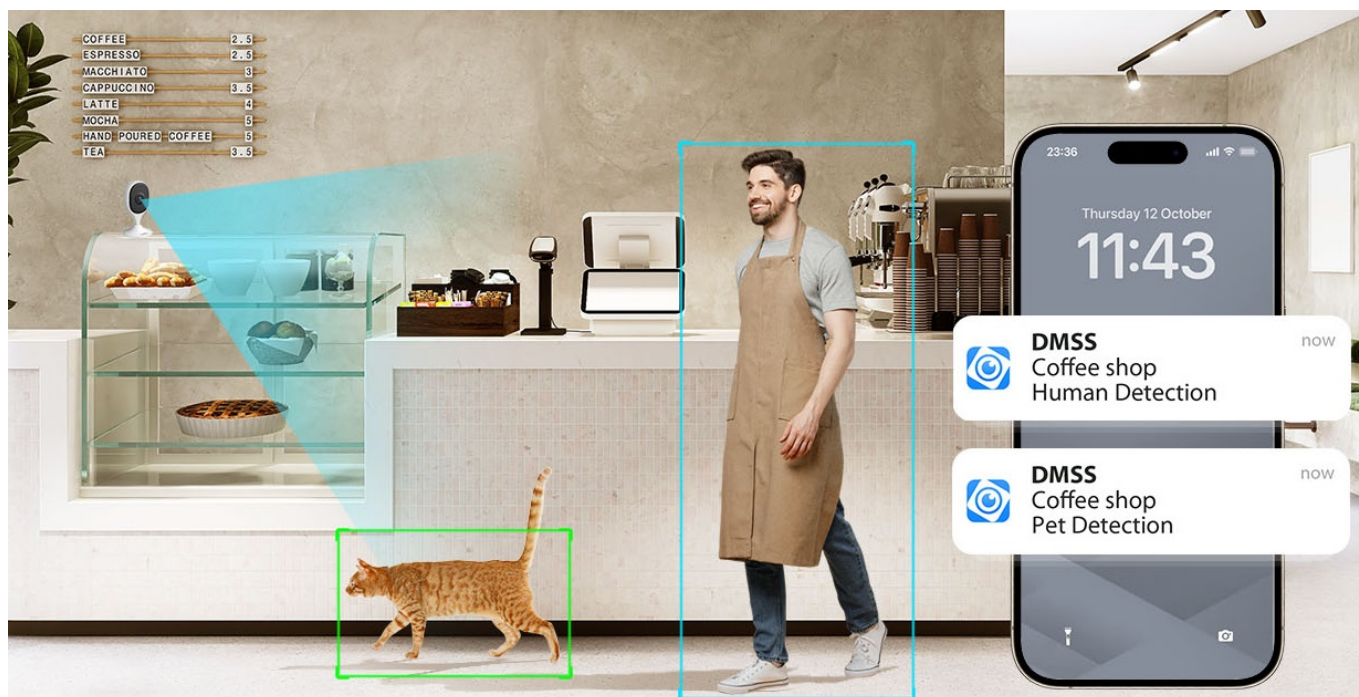 COFFEE 2.5
ESPRESSO 2.5
MACCHIATO 3
CAPPUCCINO 3.5
LATTE 4
MOCHA 5
HAND POURED COFFEE 5
TEA 3.5
23:36
Thursday 12 October
11:43
DMSS now
Coffee shop
Human Detection
DMSS now
Coffee shop
Pet Detection